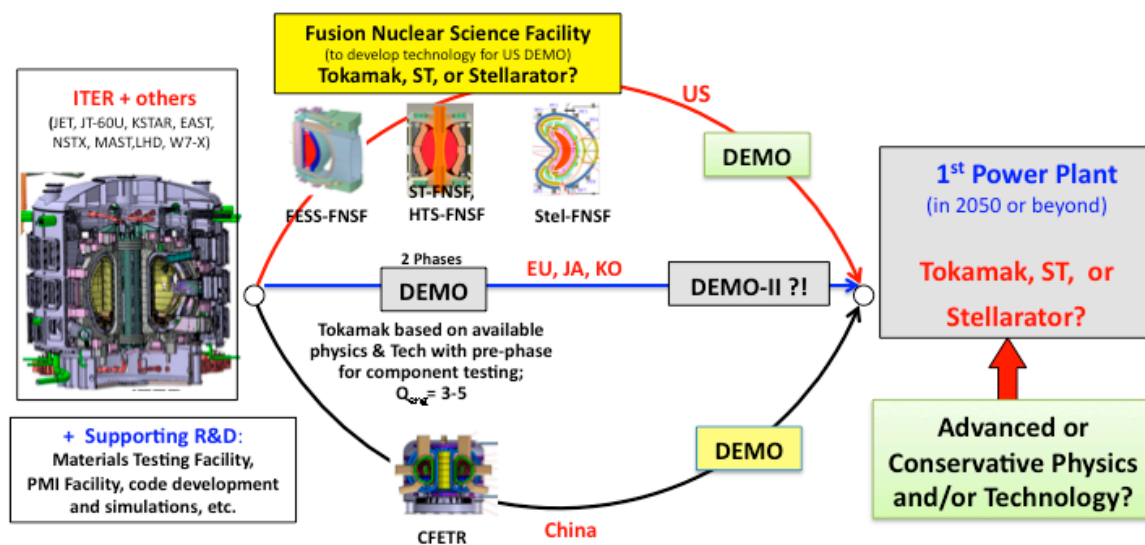 Fusion Nuclear Science Facility
(to develop technology for US DEMO)
Tokamak, ST, or Stellarator?
ITER + others
(JET, JT-60U, KSTAR, EAST,
NSTX, MAST,LHD, W7-X)
US
DEMO
FESS-FNSF
ST-FNSF,
HTS-FNSF
Stel-FNSF
1st Power Plant
(in 2050 or beyond)
Tokamak, ST, or
Stellarator?
2 Phases
DEMO
EU, JA, KO
DEMO-II ?!
Tokamak based on available
physics & Tech with pre-phase
for component testing;
= 3-5
+ Supporting R&D:
Materials Testing Facility,
PMI Facility, code development
and simulations, etc.
DEMO
CFETR
China
Advanced or
Conservative Physics
and/or Technology?